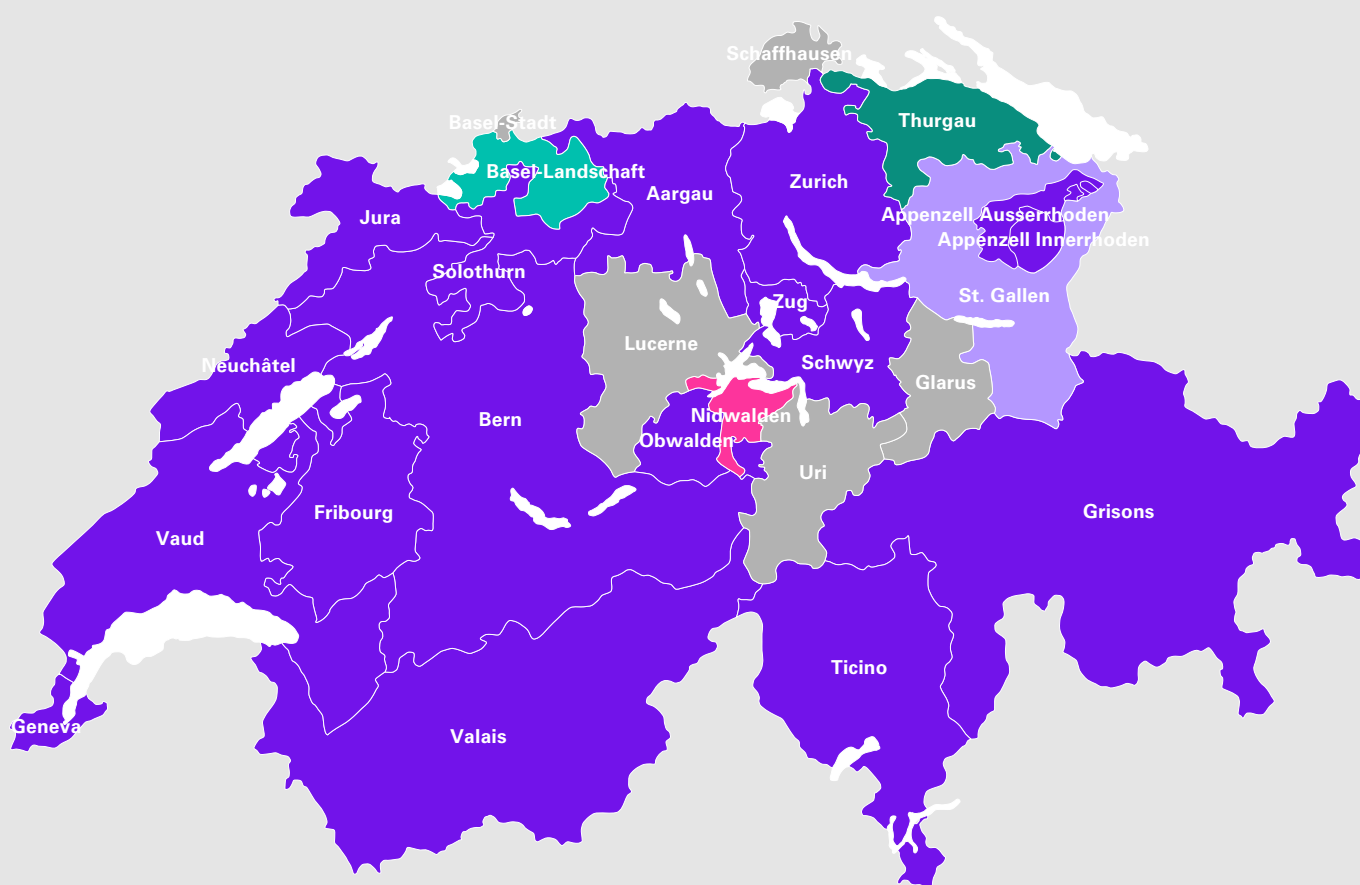 Schaffhausen
Basel-Stadt
Thurgau
Basel-Landschaft
Zurich
Aargau
Jura
Appenzell Ausserrhoden
Appenzell Innerrhoden
Solothurn
St. Gallen
Zug
Lucerne
Schwyz
Neuchâtel
Glarus
Nidwalden
Bern
Obwalden
Uri
Fribourg
Grisons
Vaud
Ticino
Geneva
Valais